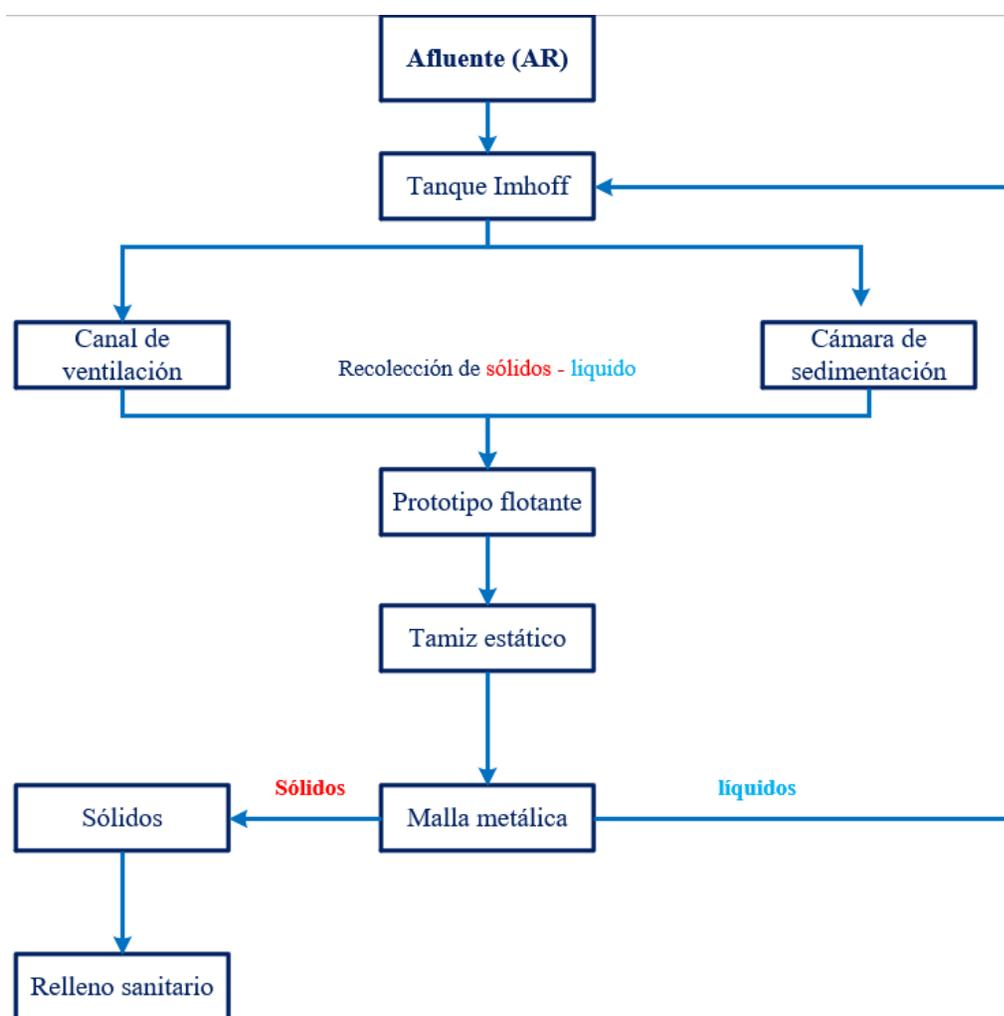 Afluente (AR)
Tanque Imhoff
Canal de
ventilación
Recolección de sólidos - líquido
Cámara de
sedimentación
Prototipo flotante
Tamiz estático
Sólidos
líquidos
Sólidos
Malla metálica
Relleno sanitario